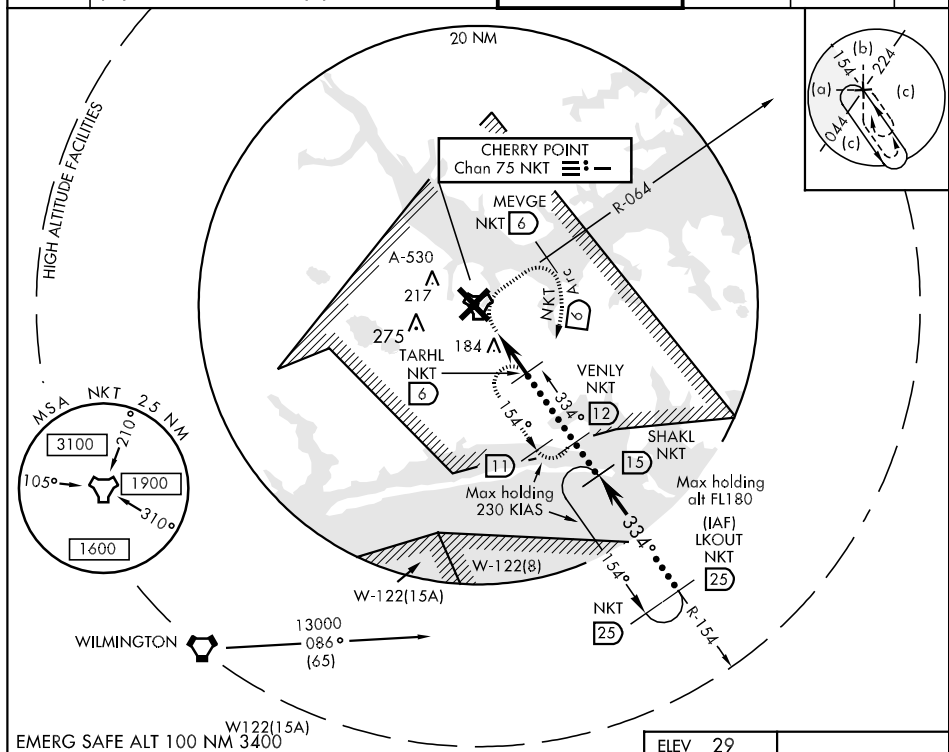 20 NM
HIGH ALTITUDE FACILITIES
CHERRY POINT
Chan 75 NKT
MEVGE
NKT 6
R-064
A-530
217
275
184
NKT 6 Arc
TARHL
NKT
6
VENLY
NKT
12
334°
154°
11
SHAKL
NKT
15
Max holding
230 KIAS
Max holding
alt FL180
(IAF)
LKOUT
NKT
25
334°
154°
NKT
25
R-154
W-122(8)
W-122(15A)
MSA NKT 25 NM
3100
210°
105°
1900
310°
1600
WILMINGTON
13000
086°
(65)
(b)
154
224
(a)
(c)
044
(c)
W122(15A)
EMERG SAFE ALT 100 NM 3400
ELEV 29